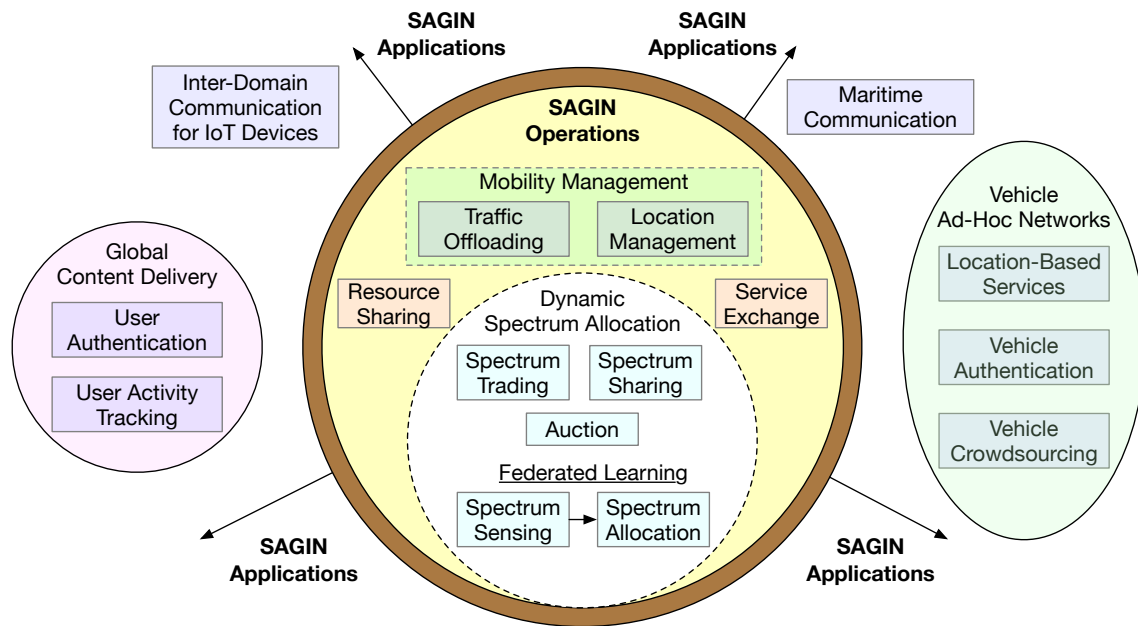 SAGIN
Applications
SAGIN
Applications
Inter-Domain
Communication
for IoT Devices
Maritime
Communication
SAGIN
Operations
Mobility Management
Traffic
Offloading
Location
Management
Resource
Sharing
Service
Exchange
Dynamic
Spectrum Allocation
Spectrum
Trading
Spectrum
Sharing
Auction
Federated Learning
Spectrum
Sensing
Spectrum
Allocation
Global
Content Delivery
User
Authentication
User Activity
Tracking
Vehicle
Ad-Hoc Networks
Location-Based
Services
Vehicle
Authentication
Vehicle
Crowdsourcing
SAGIN
Applications
SAGIN
Applications